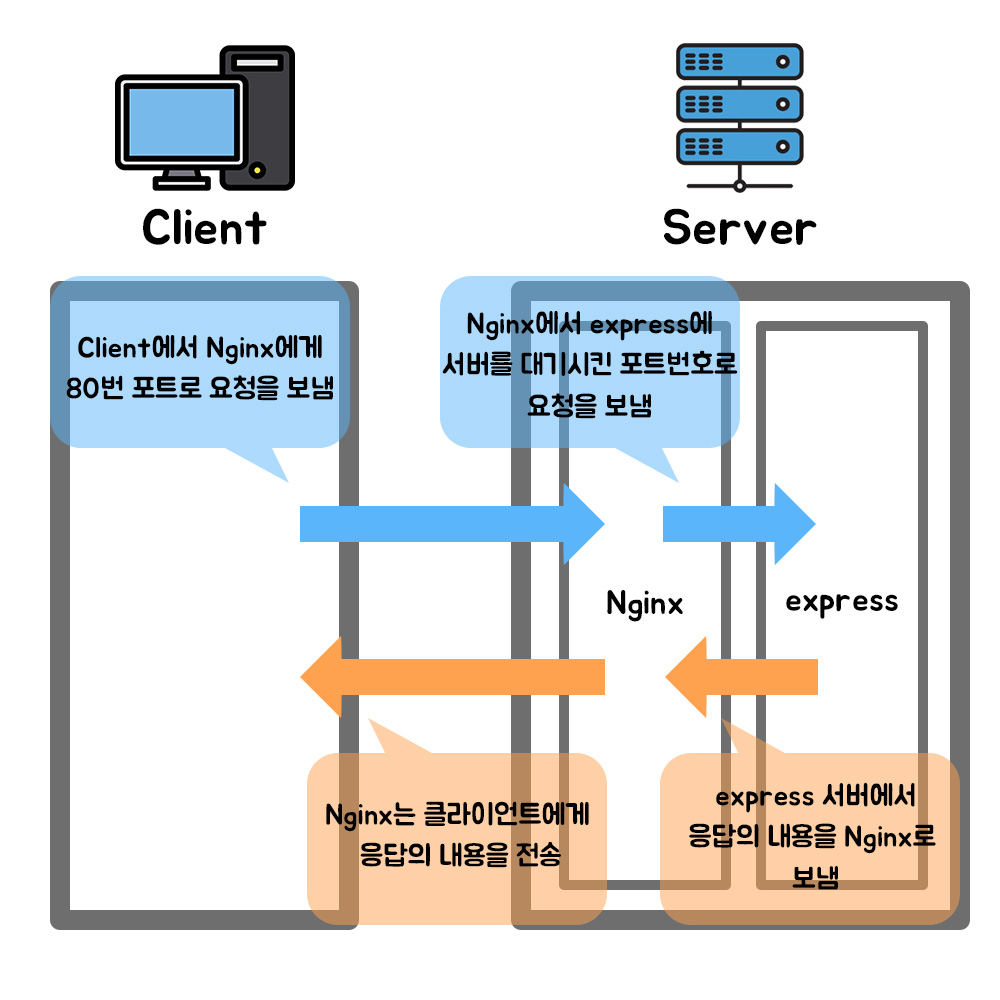 Client
Server
Client에서 Nginx에게
80번 포트로 요청을 보냄
Nginx에서 express에
서버를 대기시킨 포트번호로
요청을 보냄
Nginx
express
Nginx는 클라이언트에게
응답의 내용을 전송
express 서버에서
응답의 내용을 Nginx로
보냄